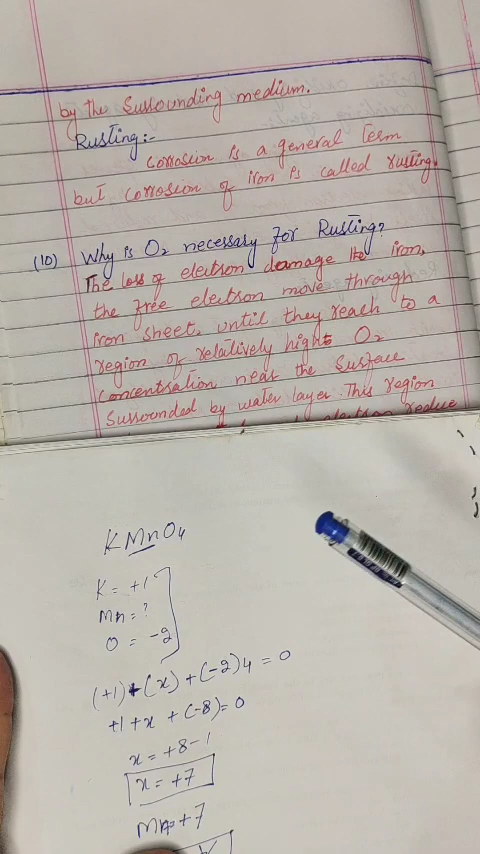 by the Surrounding medium.
Rusting:-
Corrosion is a general Term
but corrosion of iron is called rusting.
(10) Why is O2 necessary for Rusting?
The loss of electron damage the iron,
the free electron move through
iron sheet, until they reach to a
region of relatively hight O2
concentration near the Surface
Surrounded by water layer. This region
electron reduce
KMnO4
K = +1
Mn = ?
O = -2
(+1) + (x) + (-2)4 = 0
+1 + x + (-8) = 0
x = +8 - 1
x = +7
Mn = +7